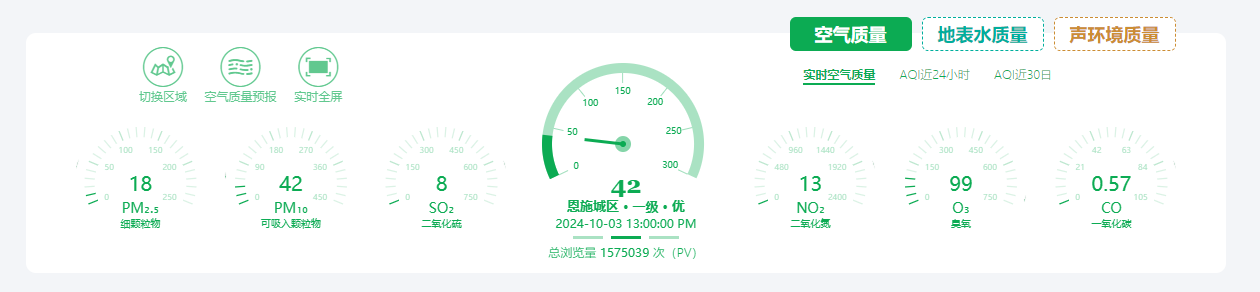 空气质量 地表水质量 声环境质量
实时空气质量 AQI近24小时 AQI近30日
切换区域 空气质量预报 实时全屏
0 50 100 150 200 250
18
PM₂.₅
细颗粒物
0 90 180 270 360 450
42
PM₁₀
可吸入颗粒物
0 150 300 450 600 750
8
SO₂
二氧化硫
0 50 100 150 200 250 300
42
恩施城区 • 一级 • 优
2024-10-03 13:00:00 PM
总浏览量 1575039 次（PV）
0 480 960 1440 1920 2400
13
NO₂
二氧化氮
0 150 300 450 600 750
99
O₃
臭氧
0 21 42 63 84 105
0.57
CO
一氧化碳